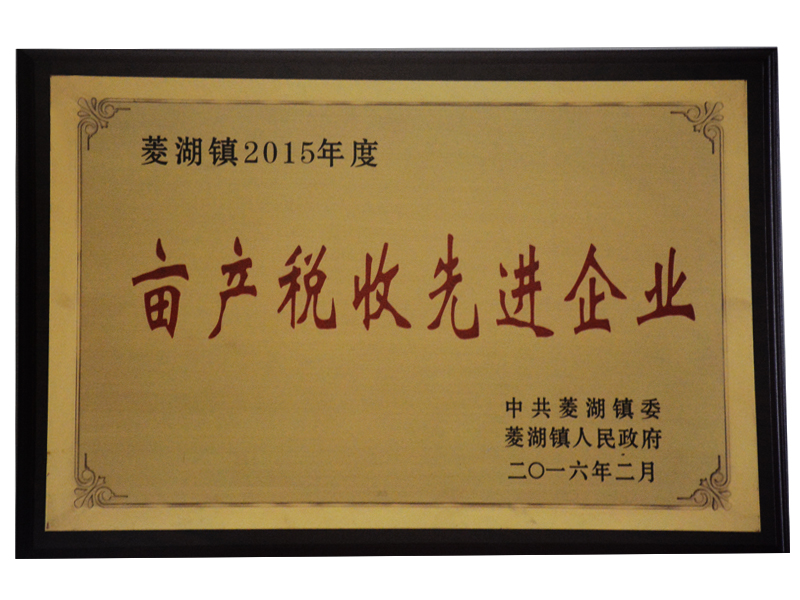 菱湖镇2015年度
亩产税收先进企业
中共菱湖镇委
菱湖镇人民政府
二〇一六年二月